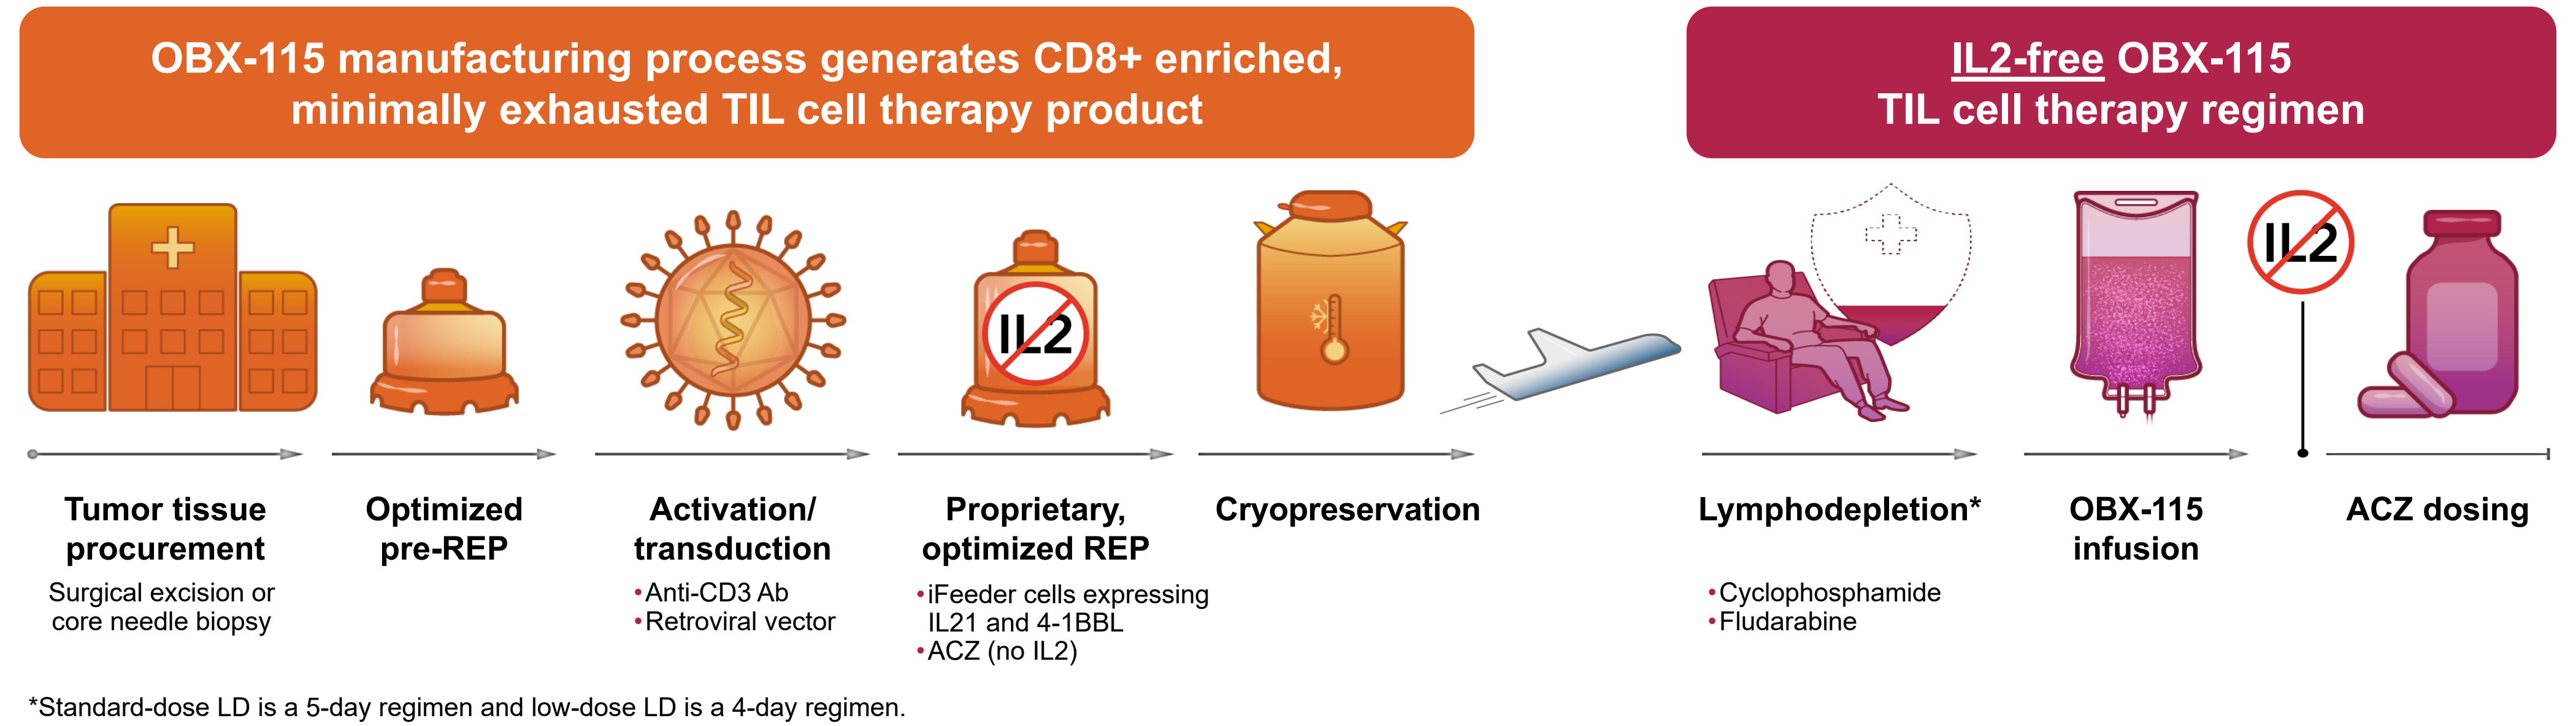 OBX-115 manufacturing process generates CD8+ enriched,
minimally exhausted TIL cell therapy product
IL2-free OBX-115
TIL cell therapy regimen
IL2
IL2
Tumor tissue
procurement
Surgical excision or
core needle biopsy
Optimized
pre-REP
Activation/
transduction
•Anti-CD3 Ab
•Retroviral vector
Proprietary,
optimized REP
•iFeeder cells expressing
IL21 and 4-1BBL
•ACZ (no IL2)
Cryopreservation
Lymphodepletion*
•Cyclophosphamide
•Fludarabine
OBX-115
infusion
ACZ dosing
*Standard-dose LD is a 5-day regimen and low-dose LD is a 4-day regimen.